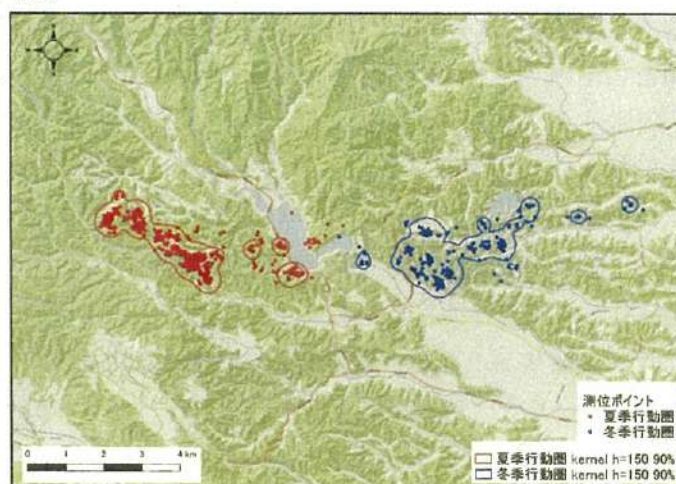 0 1 2 3 4 km
測位ポイント
夏季行動圏
冬季行動圏
夏季行動圏 kernel h=150 90%
冬季行動圏 kernel h=150 90%